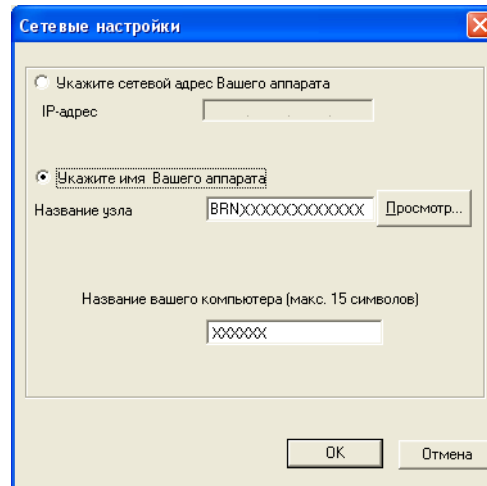 Сетевые настройки
Укажите сетевой адрес Вашего аппарата
IP-адрес
Укажите имя Вашего аппарата
Название узла BRNXXXXXXXXXXXX Просмотр...
Название вашего компьютера (макс. 15 символов)
XXXXXX
OK Отмена